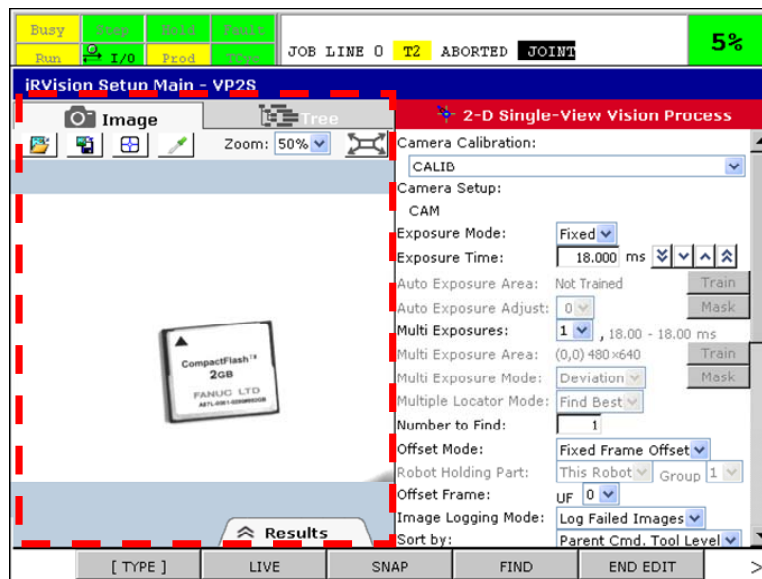 Busy Step Hold Fault
Run I/O Prod TCyc
JOB LINE 0 T2 ABORTED JOINT
5%
iRVision Setup Main - VP2S
Image Tree
Zoom: 50%
CompactFlash™
2GB
FANUC LTD
Results
2-D Single-View Vision Process
Camera Calibration:
CALIB
Camera Setup:
CAM
Exposure Mode: Fixed
Exposure Time: 18.000 ms
Auto Exposure Area: Not Trained Train
Auto Exposure Adjust: 0 Mask
Multi Exposures: 1 , 18.00 - 18.00 ms
Multi Exposure Area: (0,0) 480×640 Train
Multi Exposure Mode: Deviation Mask
Multiple Locator Mode: Find Best
Number to Find: 1
Offset Mode: Fixed Frame Offset
Robot Holding Part: This Robot Group 1
Offset Frame: UF 0
Image Logging Mode: Log Failed Images
Sort by: Parent Cmd. Tool Level
[ TYPE ] LIVE SNAP FIND END EDIT >